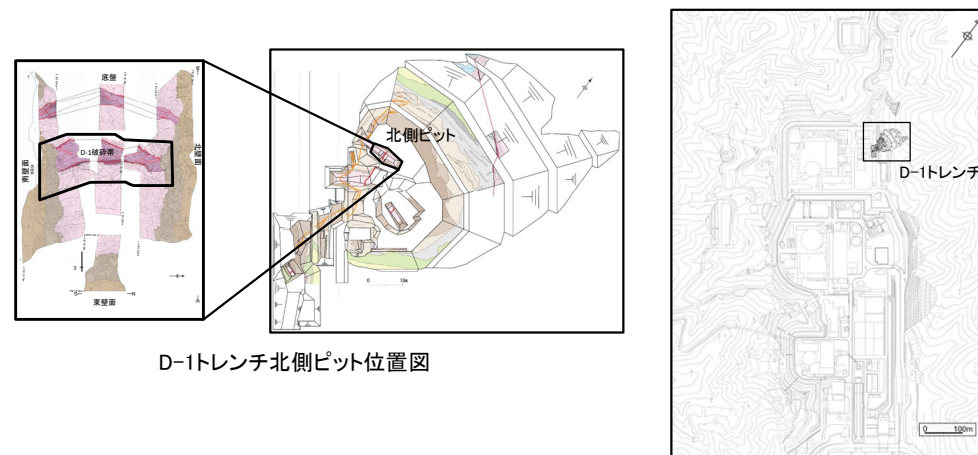 底盤
D-1破砕帯
南壁面
北壁面
S
N
東壁面
北側ピット
0 10m
D-1トレンチ北側ピット位置図
D-1トレンチ
0 100m